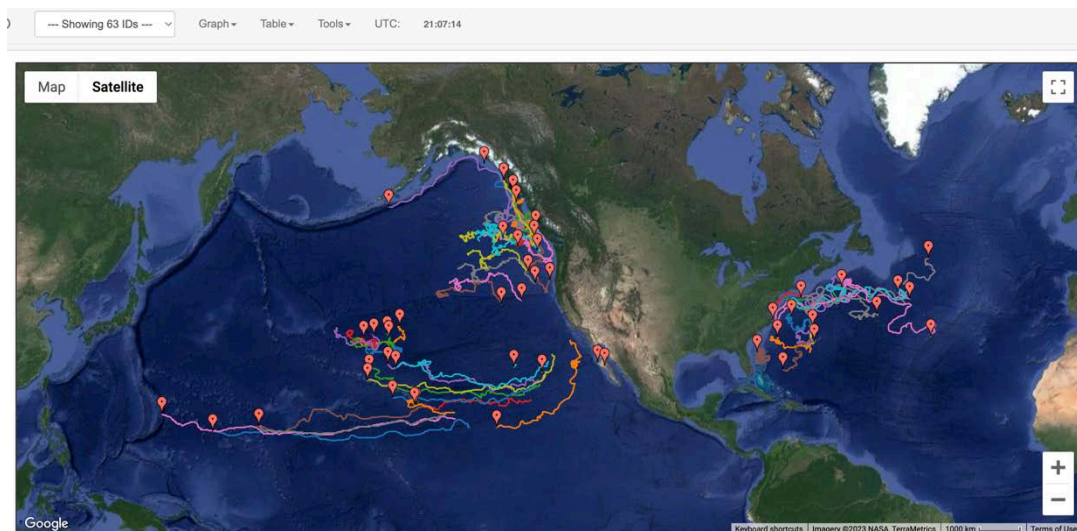 --- Showing 63 IDs --- Graph Table Tools UTC: 21:07:14
Map Satellite
Google
Keyboard shortcuts Imagery ©2023 NASA, TerraMetrics 1000 km Terms of Use